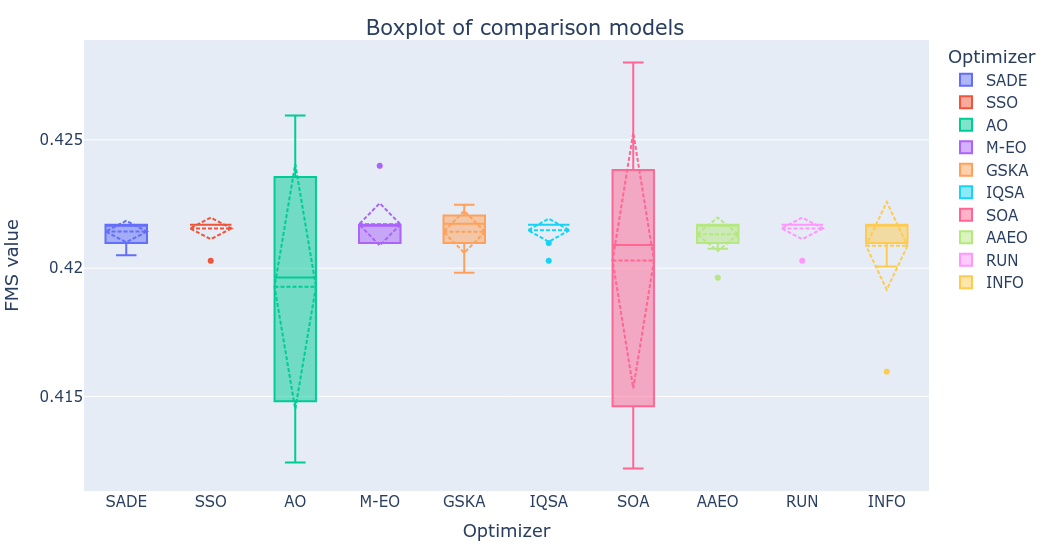 Boxplot of comparison models
FMS value
0.425
0.42
0.415
SADE
SSO
AO
M-EO
GSKA
IQSA
SOA
AAEO
RUN
INFO
Optimizer
Optimizer
SADE
SSO
AO
M-EO
GSKA
IQSA
SOA
AAEO
RUN
INFO